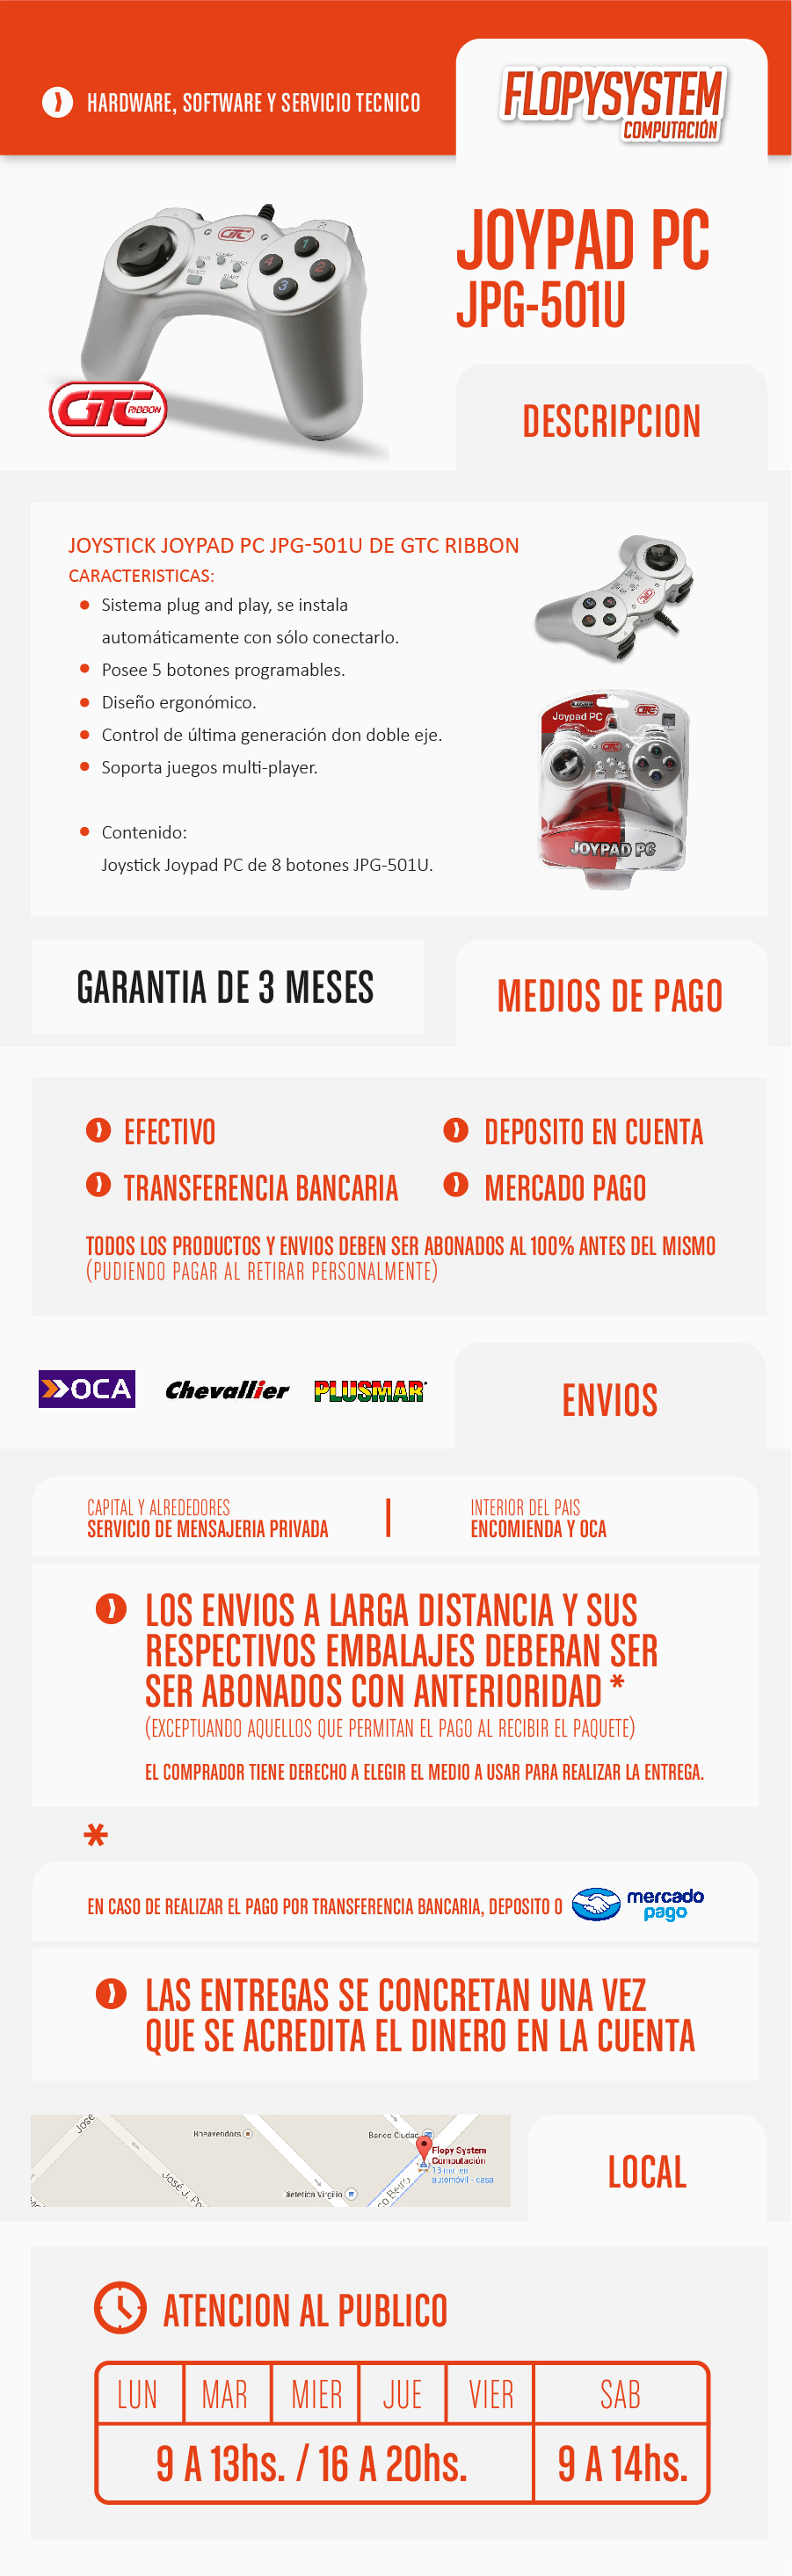 HARDWARE, SOFTWARE Y SERVICIO TECNICO
FLOPYSYSTEM
COMPUTACIÓN
JOYPAD PC
JPG-501U
GTC
1
2
3
4
GTC RIBBON
DESCRIPCION
JOYSTICK JOYPAD PC JPG-501U DE GTC RIBBON
CARACTERISTICAS:
Sistema plug and play, se instala
automáticamente con sólo conectarlo.
Posee 5 botones programables.
Diseño ergonómico.
Control de última generación don doble eje.
Soporta juegos multi-player.
Contenido:
Joystick Joypad PC de 8 botones JPG-501U.
Joypad PC
GTC
JOYPAD PC
GARANTIA DE 3 MESES
MEDIOS DE PAGO
EFECTIVO
DEPOSITO EN CUENTA
TRANSFERENCIA BANCARIA
MERCADO PAGO
TODOS LOS PRODUCTOS Y ENVIOS DEBEN SER ABONADOS AL 100% ANTES DEL MISMO
(PUDIENDO PAGAR AL RETIRAR PERSONALMENTE)
OCA
Chevallier
PLUSMAR
ENVIOS
CAPITAL Y ALREDEDORES
SERVICIO DE MENSAJERIA PRIVADA
INTERIOR DEL PAIS
ENCOMIENDA Y OCA
LOS ENVIOS A LARGA DISTANCIA Y SUS
RESPECTIVOS EMBALAJES DEBERAN SER
SER ABONADOS CON ANTERIORIDAD *
(EXCEPTUANDO AQUELLOS QUE PERMITAN EL PAGO AL RECIBIR EL PAQUETE)
EL COMPRADOR TIENE DERECHO A ELEGIR EL MEDIO A USAR PARA REALIZAR LA ENTREGA.
*
EN CASO DE REALIZAR EL PAGO POR TRANSFERENCIA BANCARIA, DEPOSITO O
mercado
pago
LAS ENTREGAS SE CONCRETAN UNA VEZ
QUE SE ACREDITA EL DINERO EN LA CUENTA
José
José J. Po
Banco Ciudad
Flopy System
Computación
13 min en
automóvil - casa
Dietetica Virgilio
co Berra
LOCAL
ATENCION AL PUBLICO
LUN MAR MIER JUE VIER SAB
9 A 13hs. / 16 A 20hs. 9 A 14hs.